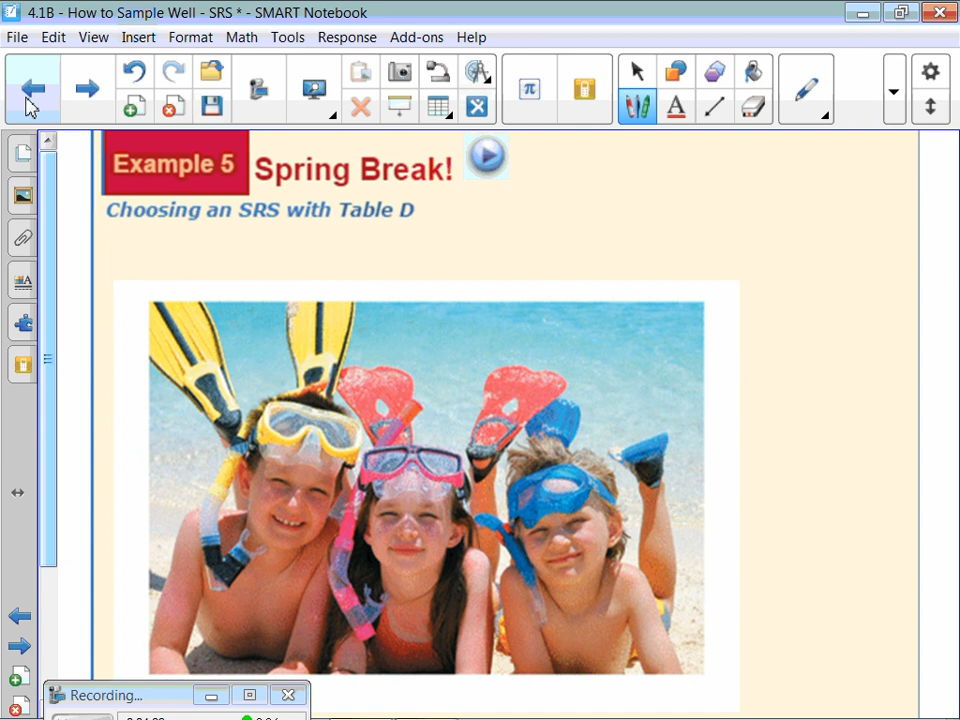 4.1B - How to Sample Well - SRS * - SMART Notebook
File Edit View Insert Format Math Tools Response Add-ons Help
Example 5 Spring Break!
Choosing an SRS with Table D
Recording...